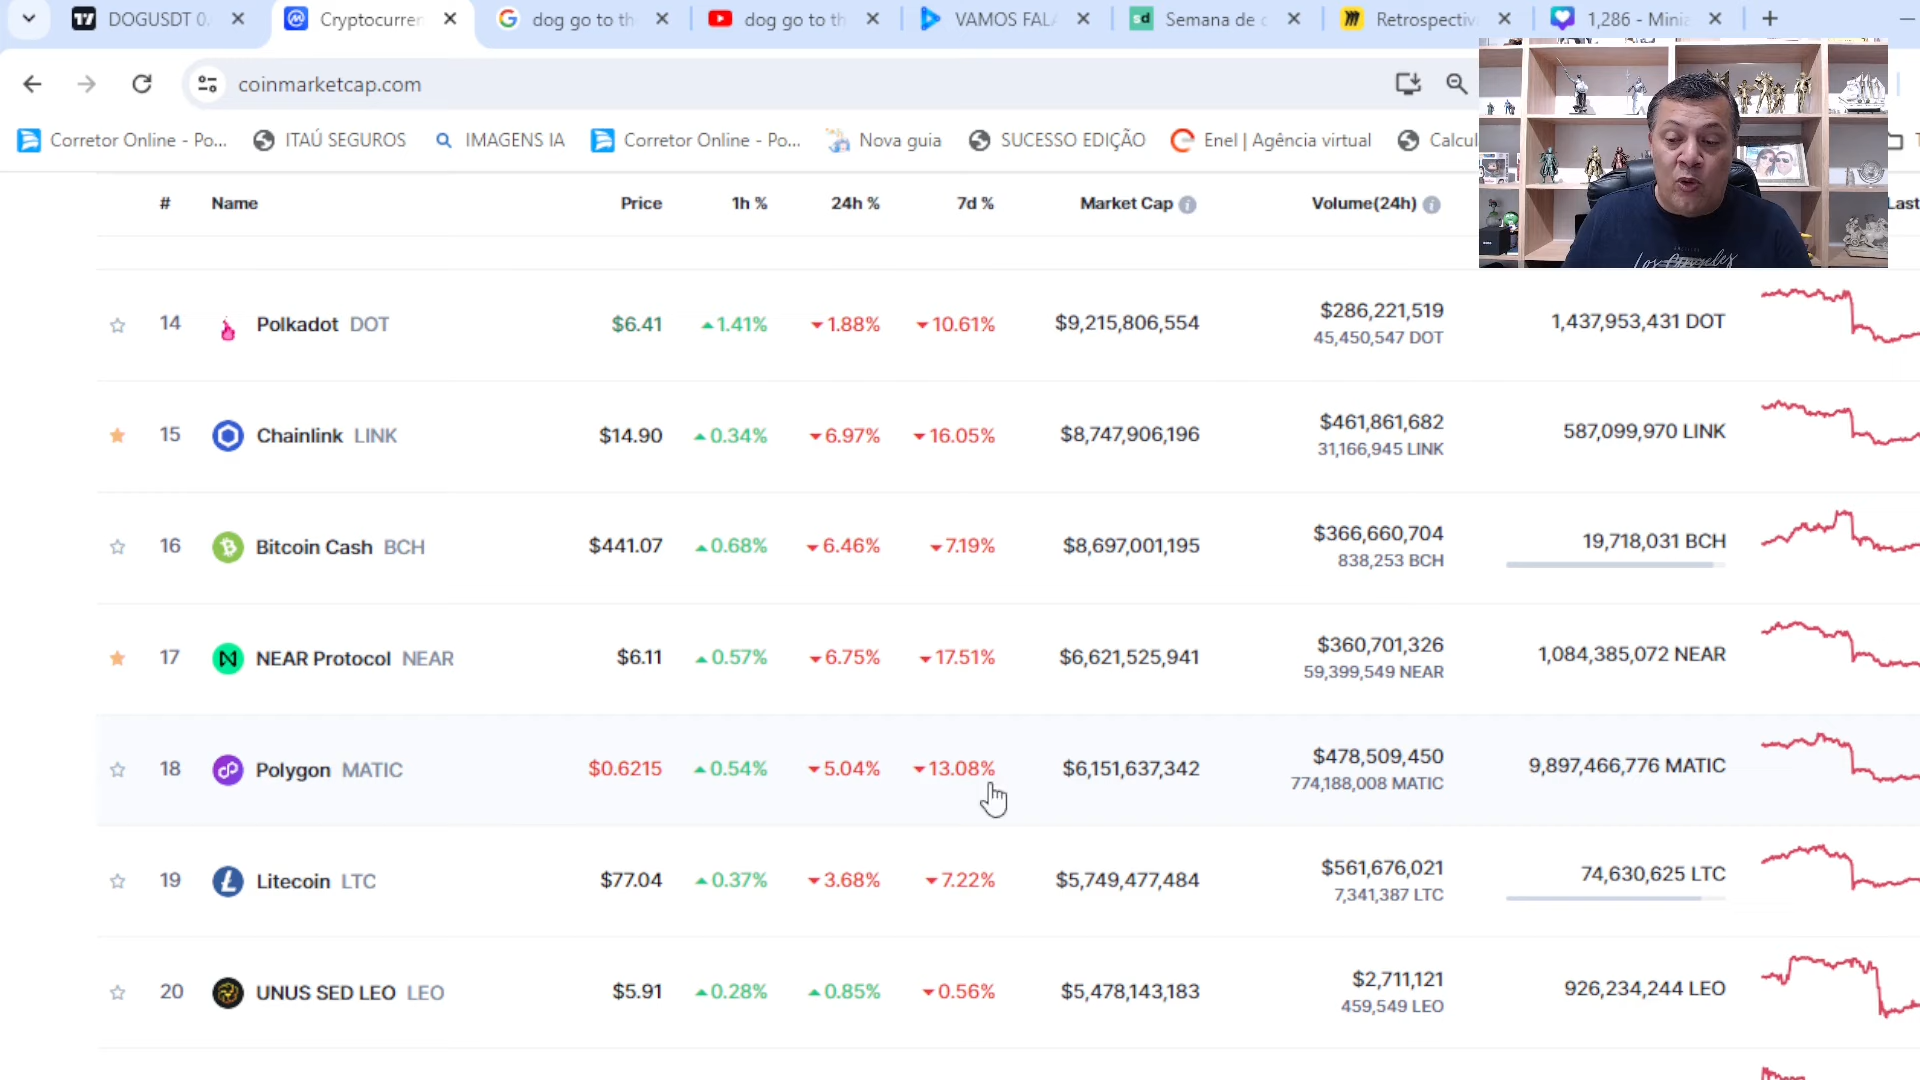 DOGUSDT 0.
Cryptocurren
dog go to th
dog go to th
VAMOS FALA
Semana de c
Retrospectiv
1,286 - Minia
coinmarketcap.com
Corretor Online - Po...
ITAÚ SEGUROS
IMAGENS IA
Corretor Online - Po...
Nova guia
SUCESSO EDIÇÃO
Enel | Agência virtual
Calcul
# Name Price 1h % 24h % 7d % Market Cap Volume(24h) Last
14 Polkadot DOT $6.41 1.41% 1.88% 10.61% $9,215,806,554 $286,221,519 1,437,953,431 DOT
45,450,547 DOT
15 Chainlink LINK $14.90 0.34% 6.97% 16.05% $8,747,906,196 $461,861,682 587,099,970 LINK
31,166,945 LINK
16 Bitcoin Cash BCH $441.07 0.68% 6.46% 7.19% $8,697,001,195 $366,660,704 19,718,031 BCH
838,253 BCH
17 NEAR Protocol NEAR $6.11 0.57% 6.75% 17.51% $6,621,525,941 $360,701,326 1,084,385,072 NEAR
59,399,549 NEAR
18 Polygon MATIC $0.6215 0.54% 5.04% 13.08% $6,151,637,342 $478,509,450 9,897,466,776 MATIC
774,188,008 MATIC
19 Litecoin LTC $77.04 0.37% 3.68% 7.22% $5,749,477,484 $561,676,021 74,630,625 LTC
7,341,387 LTC
20 UNUS SED LEO LEO $5.91 0.28% 0.85% 0.56% $5,478,143,183 $2,711,121 926,234,244 LEO
459,549 LEO
Los Angeles